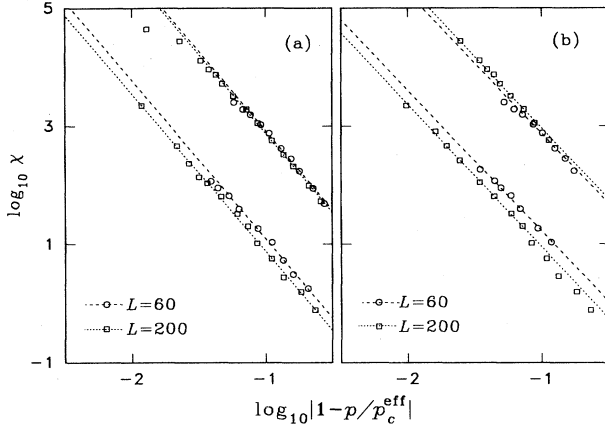 5
3
1
-1
log₁₀ χ
(a)
(b)
L=60
L=200
L=60
L=200
-2
-1
-2
-1
log₁₀|1-p/p_c^eff|